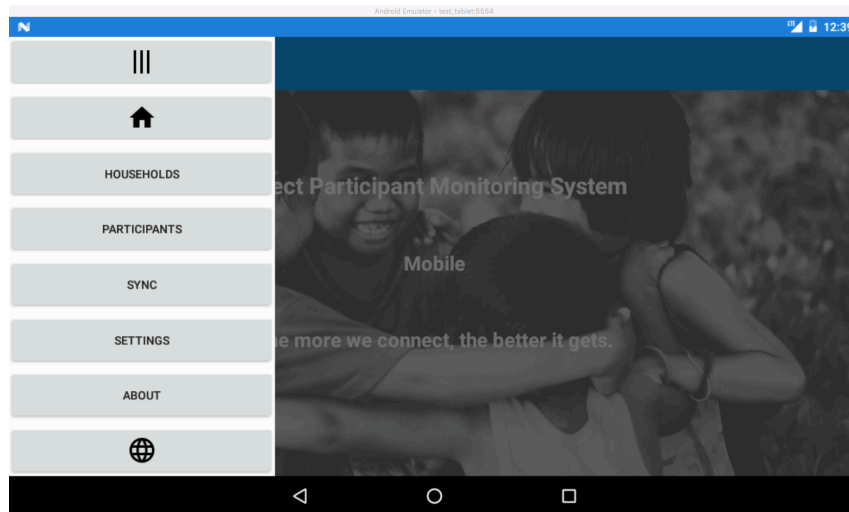 Android Emulator - test_tablet:5554
LTE 12:39
HOUSEHOLDS
ect Participant Monitoring System
PARTICIPANTS
Mobile
SYNC
SETTINGS
e more we connect, the better it gets.
ABOUT